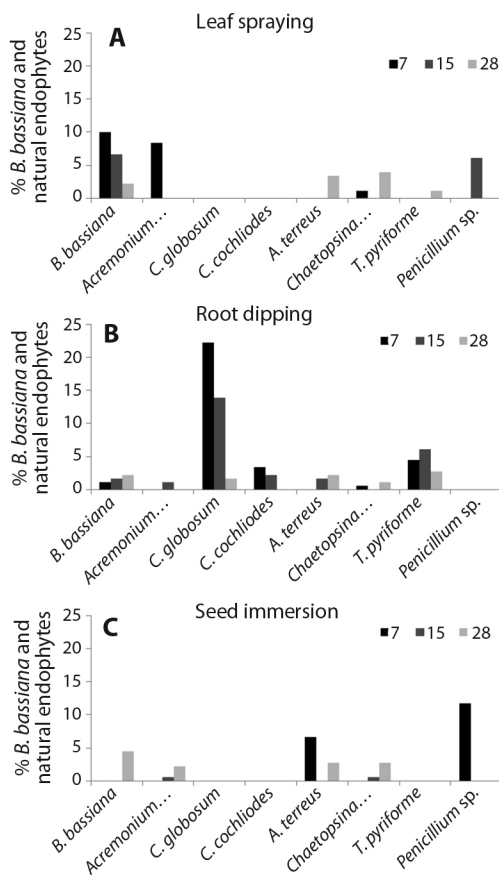 Leaf spraying
A
% B. bassiana and
natural endophytes
25
20
15
10
5
0
7 15 28
B. bassiana
Acremonium…
C. globosum
C. cochliodes
A. terreus
Chaetopsina…
T. pyriforme
Penicillium sp.
Root dipping
B
% B. bassiana and
natural endophytes
25
20
15
10
5
0
7 15 28
B. bassiana
Acremonium…
C. globosum
C. cochliodes
A. terreus
Chaetopsina…
T. pyriforme
Penicillium sp.
Seed immersion
C
% B. bassiana and
natural endophytes
25
20
15
10
5
0
7 15 28
B. bassiana
Acremonium…
C. globosum
C. cochliodes
A. terreus
Chaetopsina…
T. pyriforme
Penicillium sp.